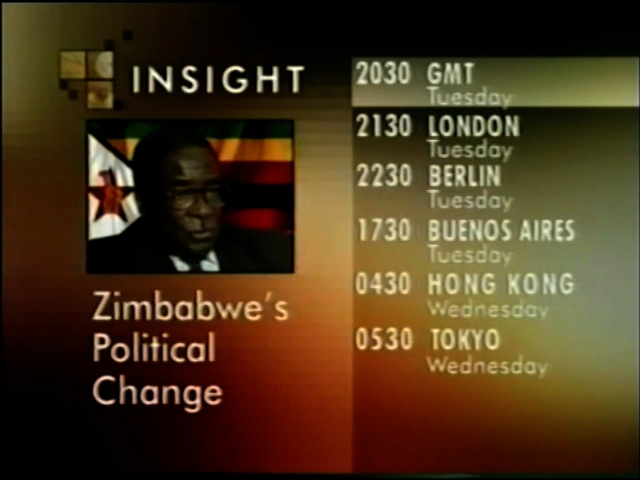 INSIGHT
Zimbabwe's
Political
Change
2030 GMT
Tuesday
2130 LONDON
Tuesday
2230 BERLIN
Tuesday
1730 BUENOS AIRES
Tuesday
0430 HONG KONG
Wednesday
0530 TOKYO
Wednesday